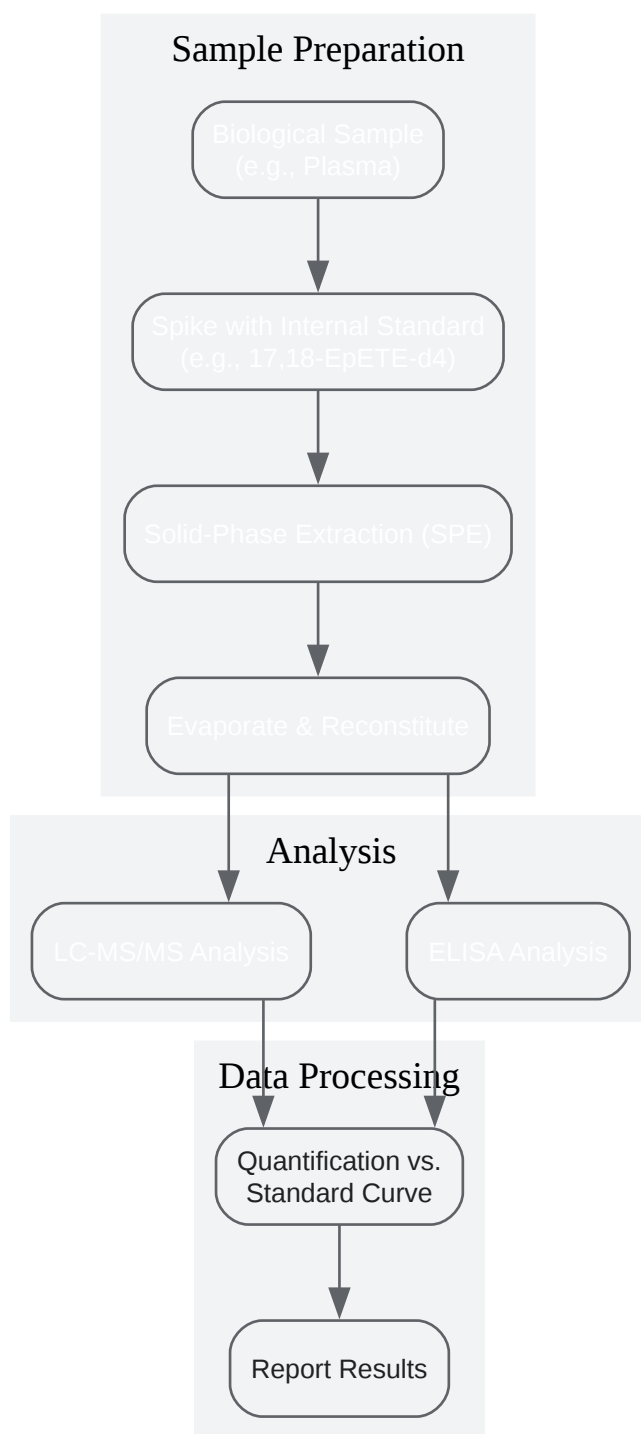 Sample Preparation
Biological Sample
(e.g., Plasma)
Spike with Internal Standard
(e.g., 17,18-EpETE-d4)
Solid-Phase Extraction (SPE)
Evaporate & Reconstitute
Analysis
LC-MS/MS Analysis
ELISA Analysis
Data Processing
Quantification vs.
Standard Curve
Report Results